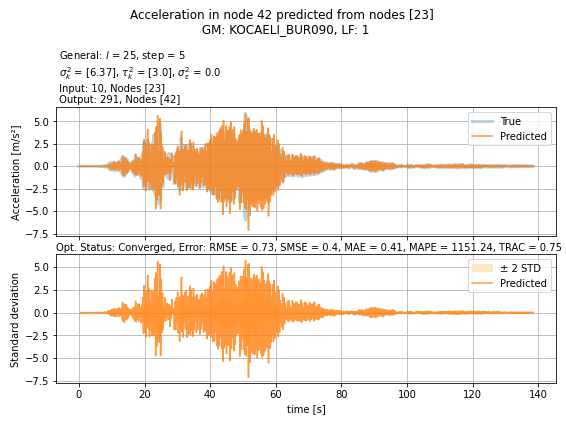 Acceleration in node 42 predicted from nodes [23]
GM: KOCAELI_BUR090, LF: 1
General: l = 25, step = 5
σ²ₖ = [6.37], τ²ₖ = [3.0], σ²ε = 0.0
Input: 10, Nodes [23]
Output: 291, Nodes [42]
Acceleration [m/s²]
5.0
2.5
0.0
−2.5
−5.0
−7.5
True
Predicted
Opt. Status: Converged, Error: RMSE = 0.73, SMSE = 0.4, MAE = 0.41, MAPE = 1151.24, TRAC = 0.75
Standard deviation
5.0
2.5
0.0
−2.5
−5.0
−7.5
± 2 STD
Predicted
0 20 40 60 80 100 120 140
time [s]